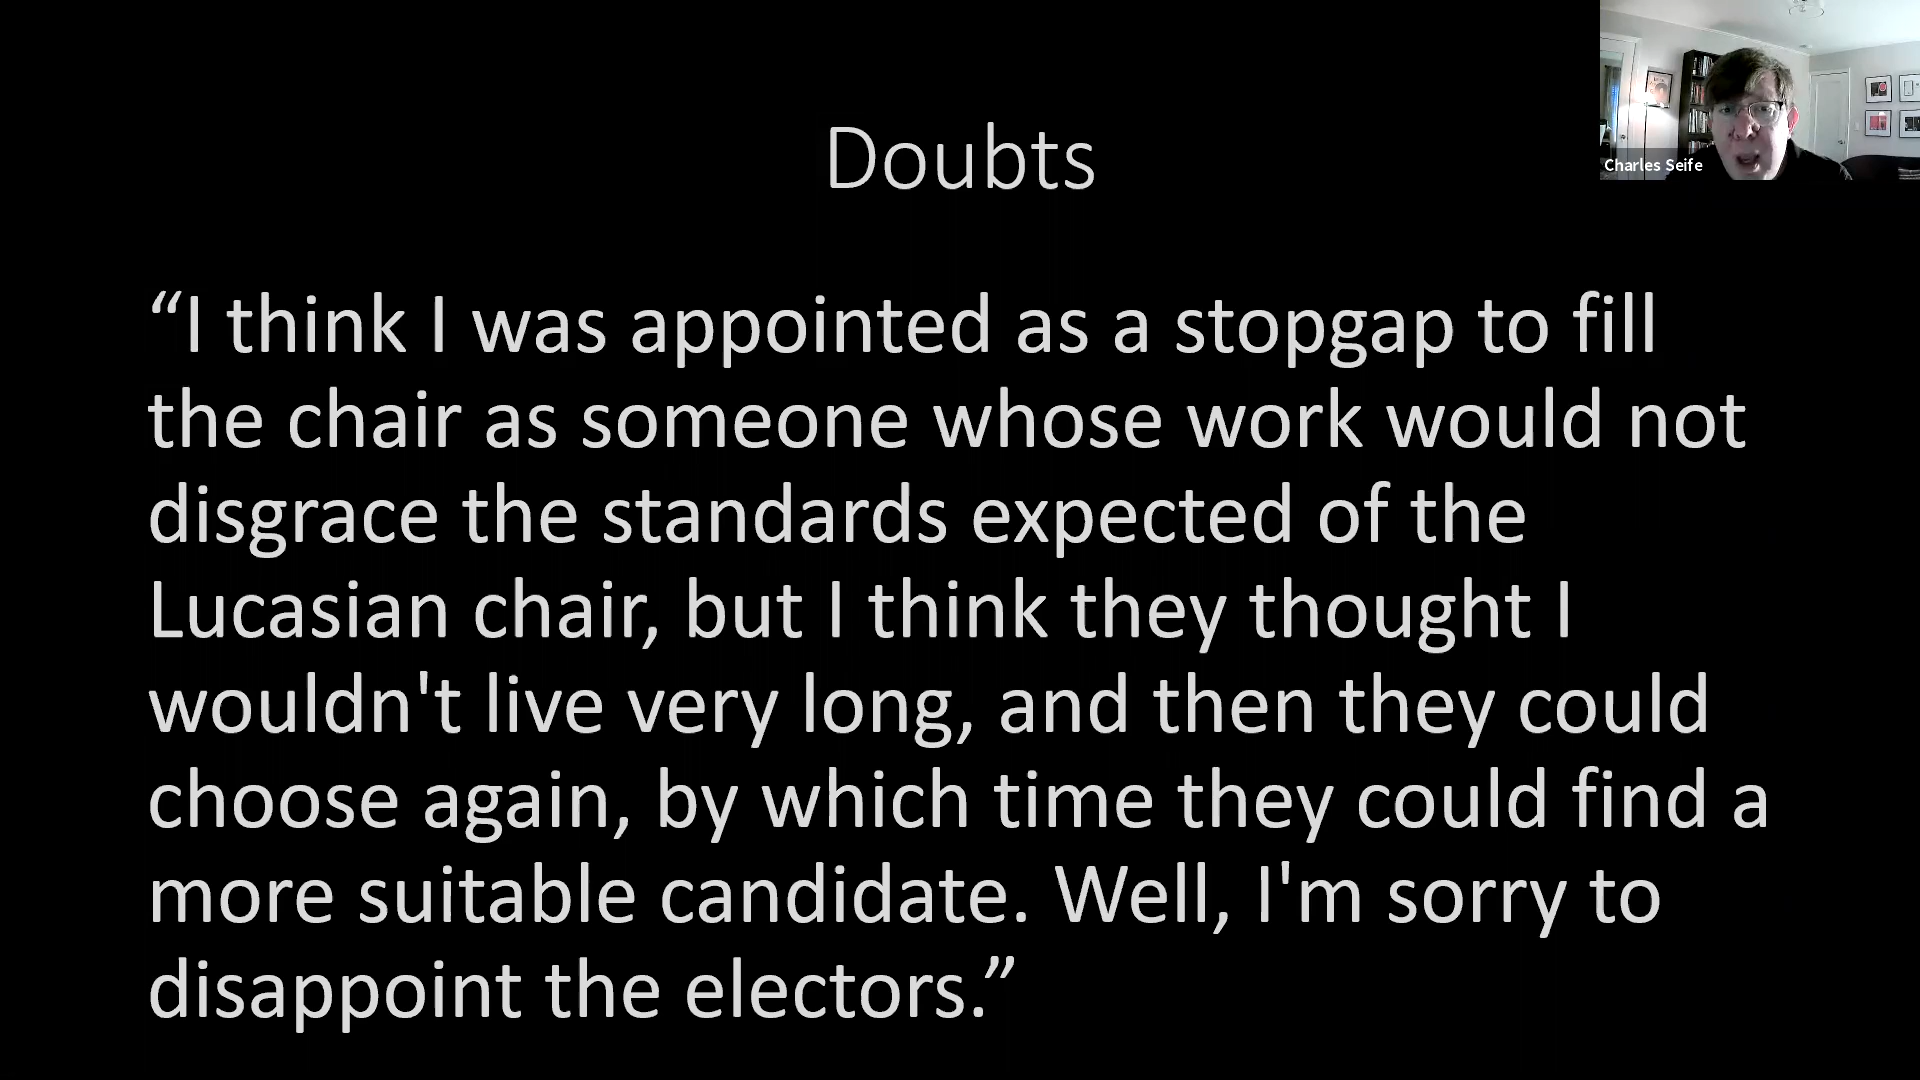 Doubts
Charles Seife
“I think I was appointed as a stopgap to fill
the chair as someone whose work would not
disgrace the standards expected of the
Lucasian chair, but I think they thought I
wouldn't live very long, and then they could
choose again, by which time they could find a
more suitable candidate. Well, I'm sorry to
disappoint the electors.”